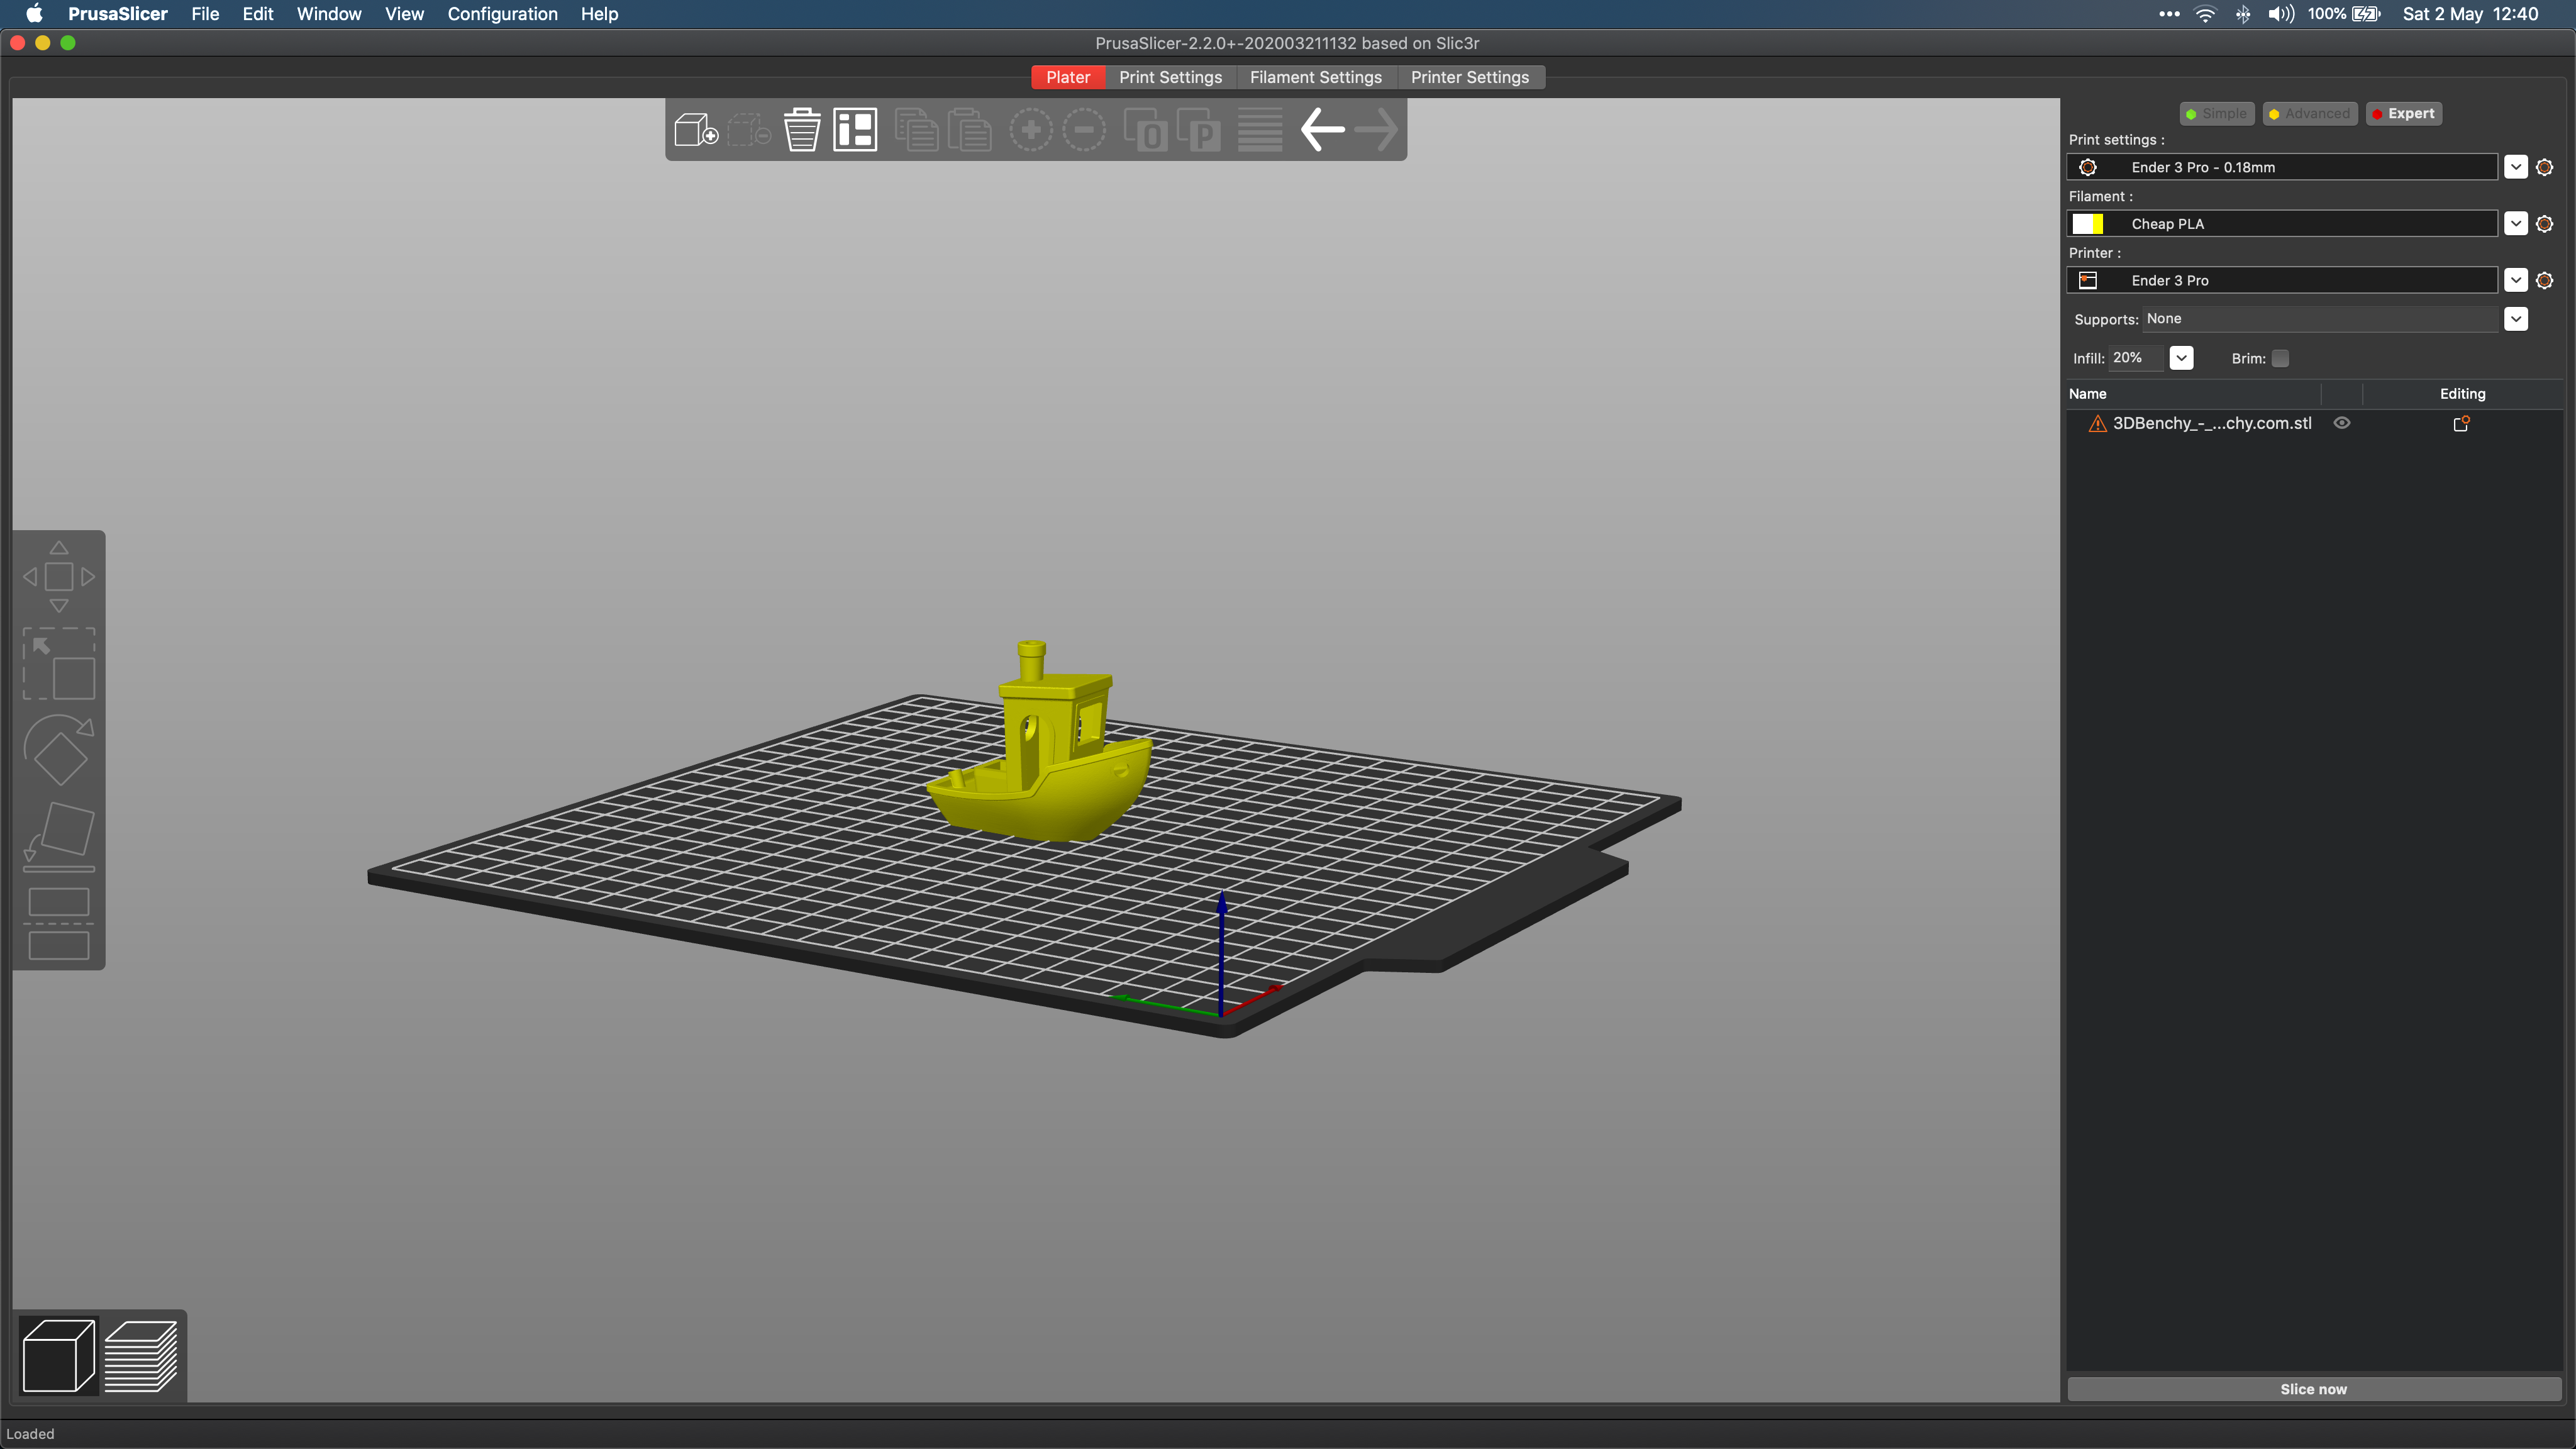 PrusaSlicer File Edit Window View Configuration Help 100% Sat 2 May 12:40
PrusaSlicer-2.2.0+-202003211132 based on Slic3r
Plater Print Settings Filament Settings Printer Settings
Simple Advanced Expert
Print settings :
Ender 3 Pro - 0.18mm
Filament :
Cheap PLA
Printer :
Ender 3 Pro
Supports: None
Infill: 20% Brim:
Name Editing
3DBenchy_-_...chy.com.stl
O P
Slice now
Loaded